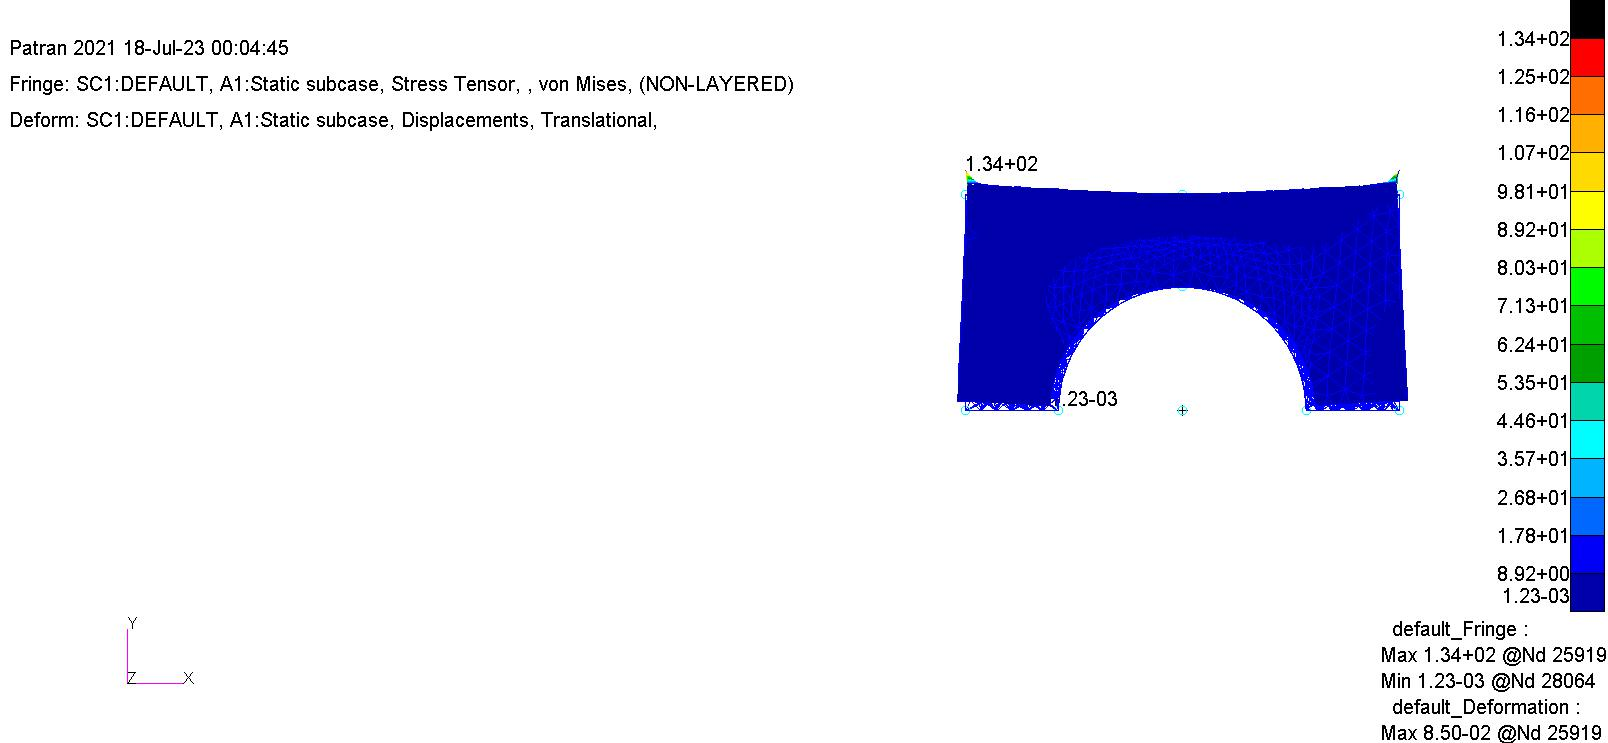 Patran 2021 18-Jul-23 00:04:45
Fringe: SC1:DEFAULT, A1:Static subcase, Stress Tensor, , von Mises, (NON-LAYERED)
Deform: SC1:DEFAULT, A1:Static subcase, Displacements, Translational,
1.34+02
.23-03
1.34+02
1.25+02
1.16+02
1.07+02
9.81+01
8.92+01
8.03+01
7.13+01
6.24+01
5.35+01
4.46+01
3.57+01
2.68+01
1.78+01
8.92+00
1.23-03
Y
Z X
default_Fringe :
Max 1.34+02 @Nd 25919
Min 1.23-03 @Nd 28064
default_Deformation :
Max 8.50-02 @Nd 25919